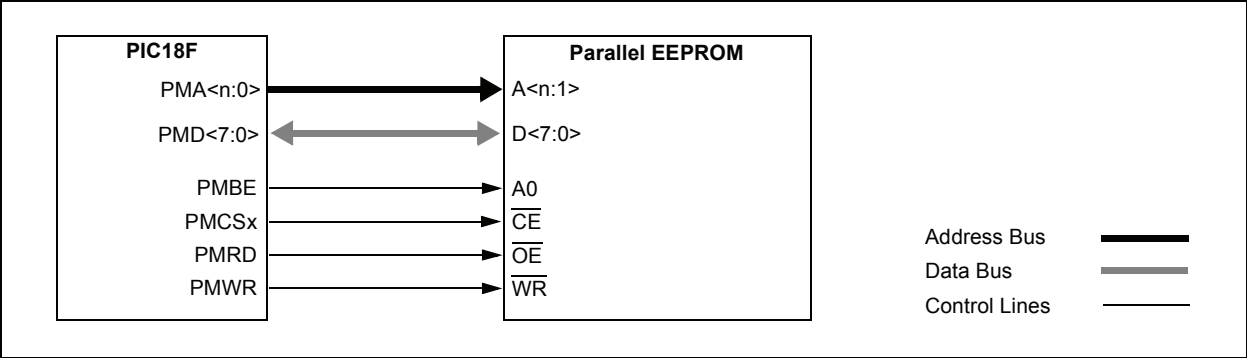 PIC18F
Parallel EEPROM
PMA<n:0>
A<n:1>
PMD<7:0>
D<7:0>
PMBE
A0
PMCSx
CE
PMRD
OE
PMWR
WR
Address Bus
Data Bus
Control Lines